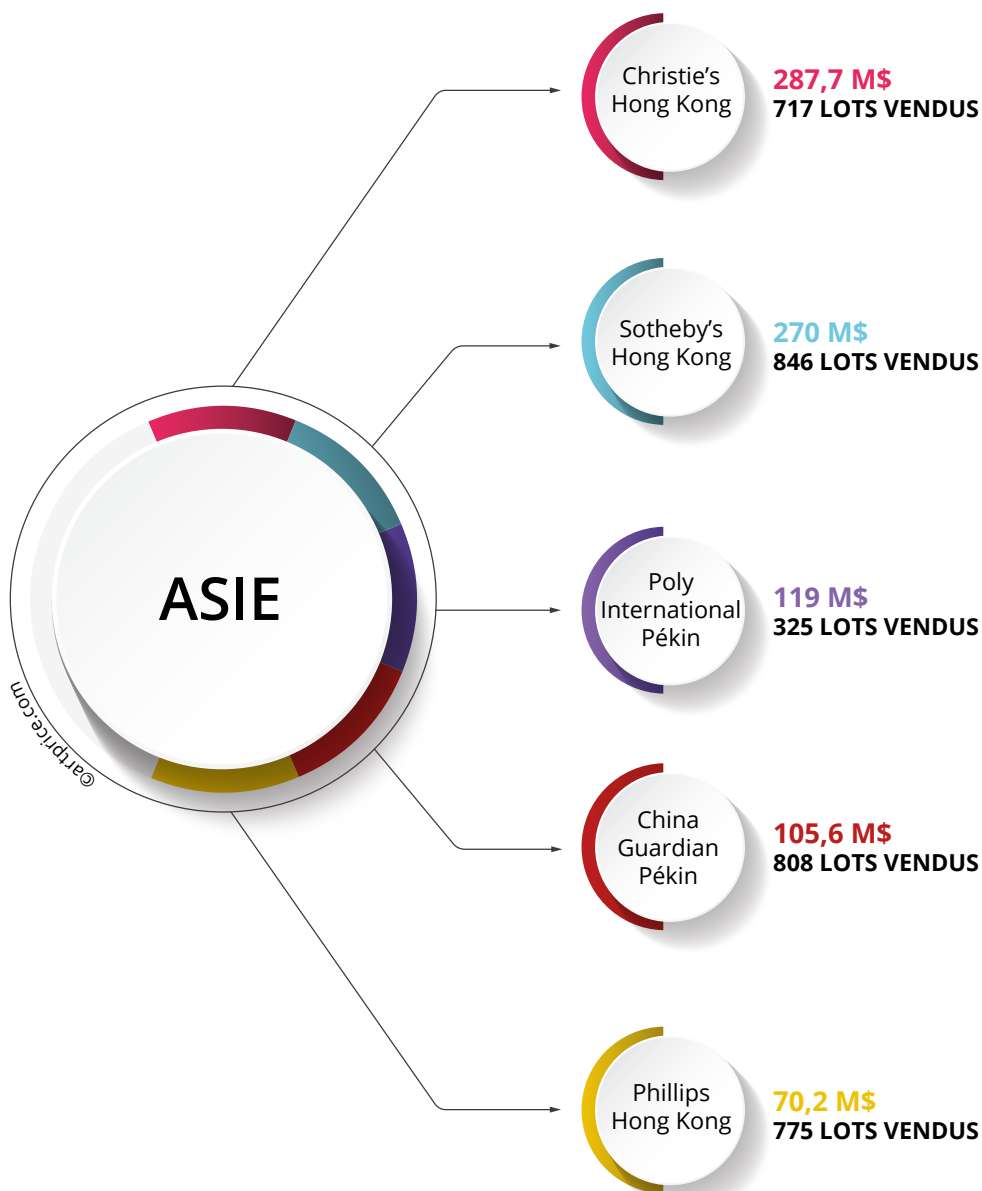 Christie’s
Hong Kong
287,7 M$
717 LOTS VENDUS
Sotheby’s
Hong Kong
270 M$
846 LOTS VENDUS
ASIE
©artprice.com
Poly
International
Pékin
119 M$
325 LOTS VENDUS
China
Guardian
Pékin
105,6 M$
808 LOTS VENDUS
Phillips
Hong Kong
70,2 M$
775 LOTS VENDUS